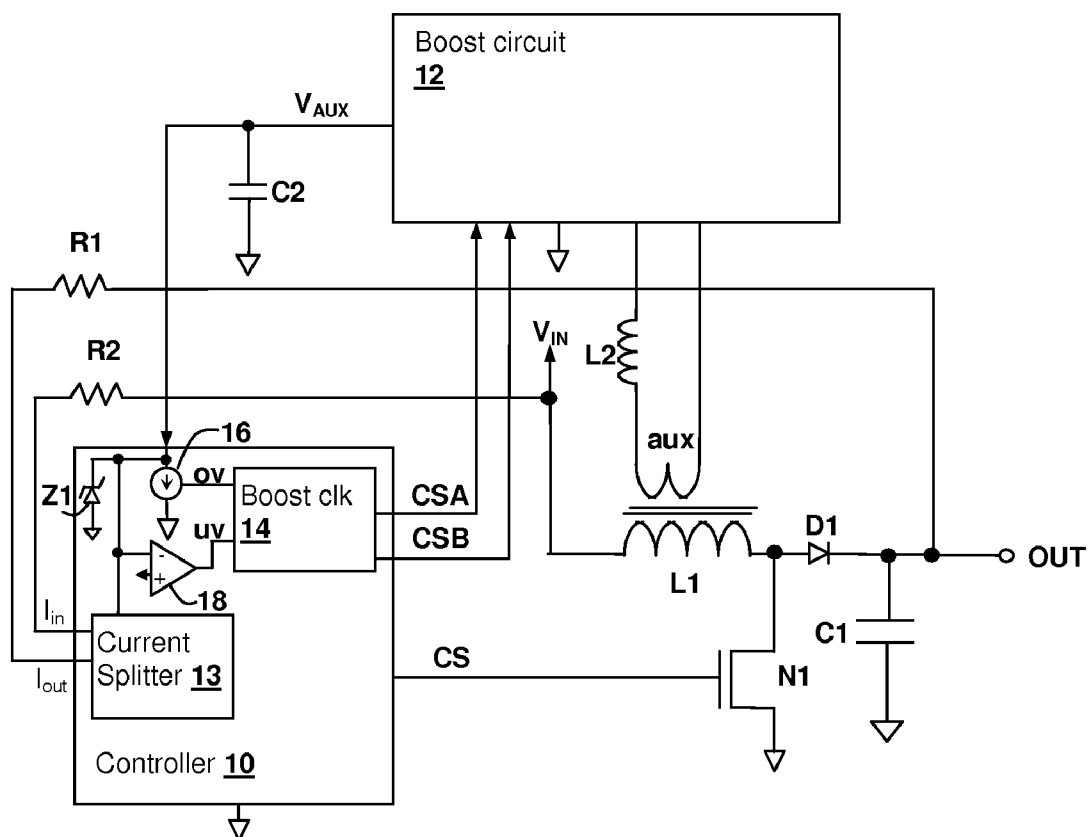 Boost circuit
12
VAUX
C2
R1
VIN
R2
L2
16
aux
Z1
ov
Boost clk
14
CSA
uv
CSB
D1
OUT
L1
18
Iin
Current
Splitter 13
C1
CS
N1
Iout
Controller 10